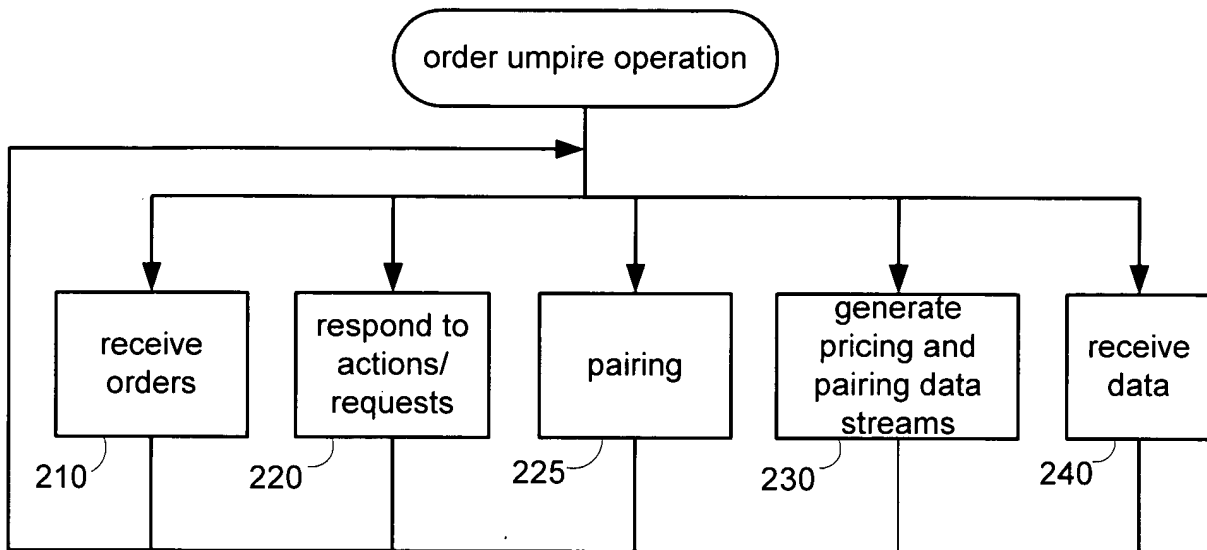 order umpire operation
receive
orders
210
respond to
actions/
requests
220
pairing
225
generate
pricing and
pairing data
streams
230
receive
data
240